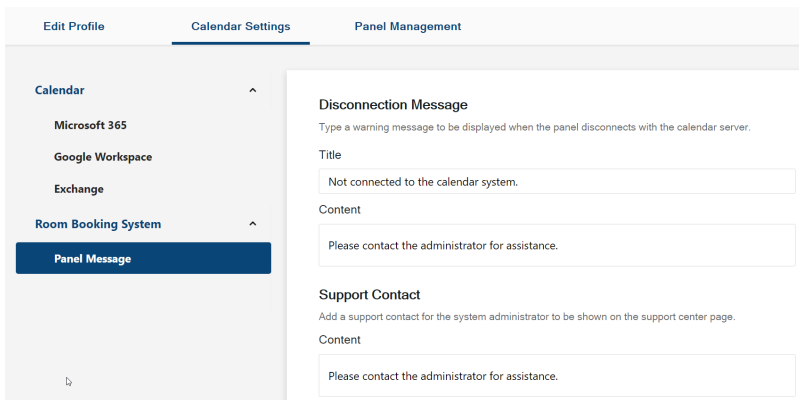 Edit Profile
Calendar Settings
Panel Management
Calendar
Microsoft 365
Google Workspace
Exchange
Room Booking System
Panel Message
Disconnection Message
Type a warning message to be displayed when the panel disconnects with the calendar server.
Title
Not connected to the calendar system.
Content
Please contact the administrator for assistance.
Support Contact
Add a support contact for the system administrator to be shown on the support center page.
Content
Please contact the administrator for assistance.